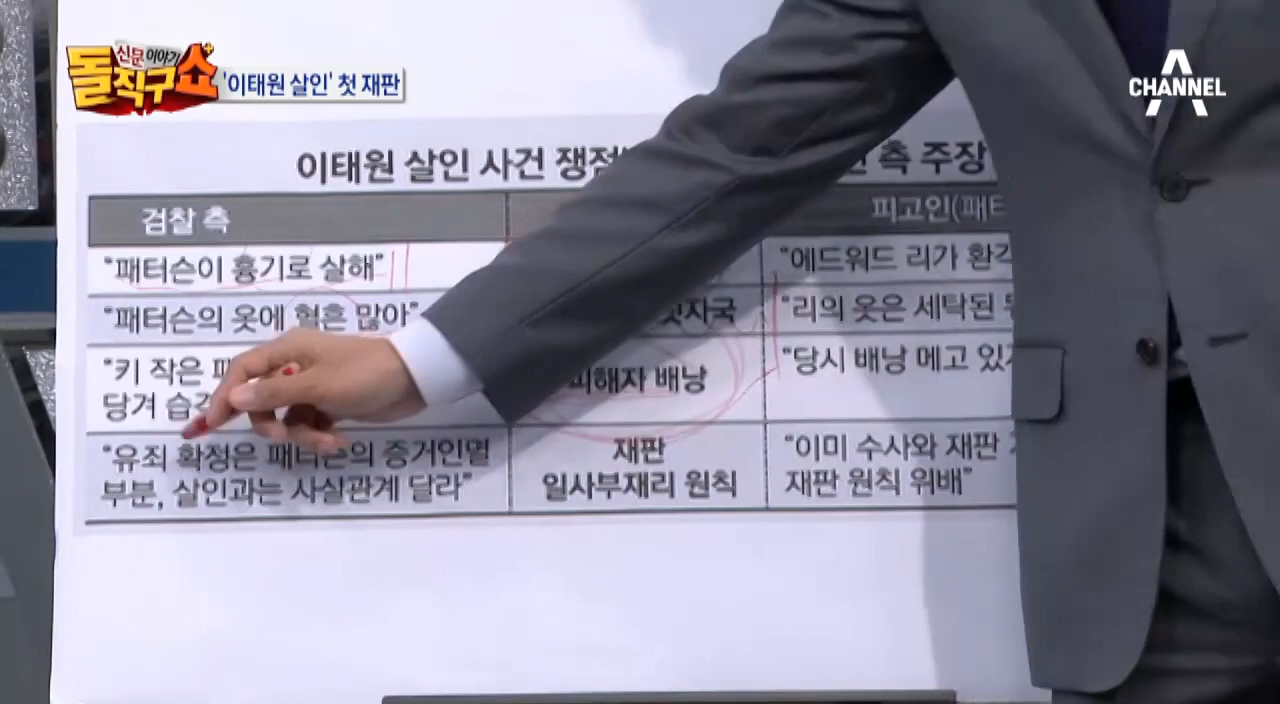 신문이야기
돌직구쇼+
'이태원 살인' 첫 재판
CHANNEL A
이태원 살인 사건 쟁점 측 주장
검찰 측
피고인(패터
"패터슨이 흉기로 살해"
"에드워드 리가 환각
"패터슨의 옷에 혈흔 많아"
핏자국
"리의 옷은 세탁된
"키 작은
당겨 습격
피해자 배낭
"당시 배낭 메고 있
"유죄 확정은 패터슨의 증거인멸
부분, 살인과는 사실관계 달라"
재판
일사부재리 원칙
"이미 수사와 재판
재판 원칙 위배"